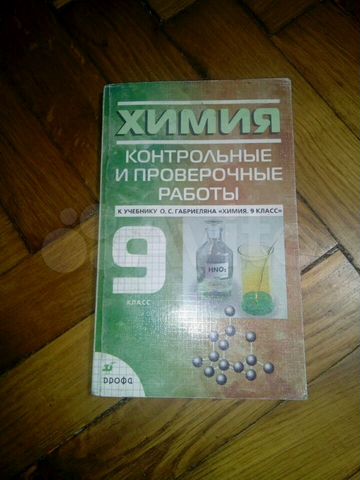 ХИМИЯ
КОНТРОЛЬНЫЕ
И ПРОВЕРОЧНЫЕ
РАБОТЫ
К УЧЕБНИКУ О. С. ГАБРИЕЛЯНА «ХИМИЯ. 9 КЛАСС»
9
КЛАСС
HNO₃
ДРОФА